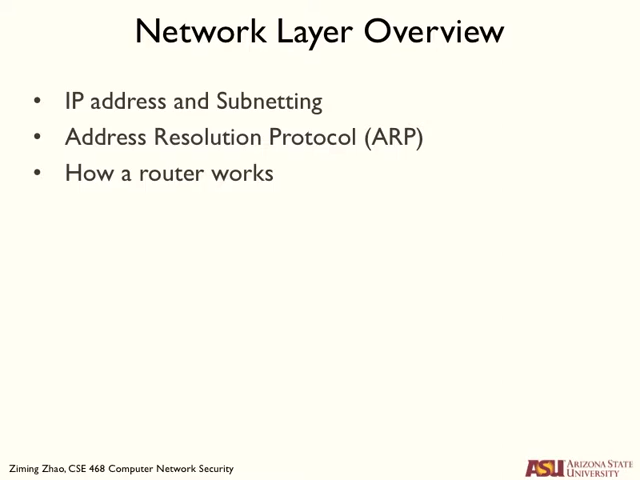 Network Layer Overview
• IP address and Subnetting
• Address Resolution Protocol (ARP)
• How a router works
Ziming Zhao, CSE 468 Computer Network Security
ASU ARIZONA STATE
UNIVERSITY